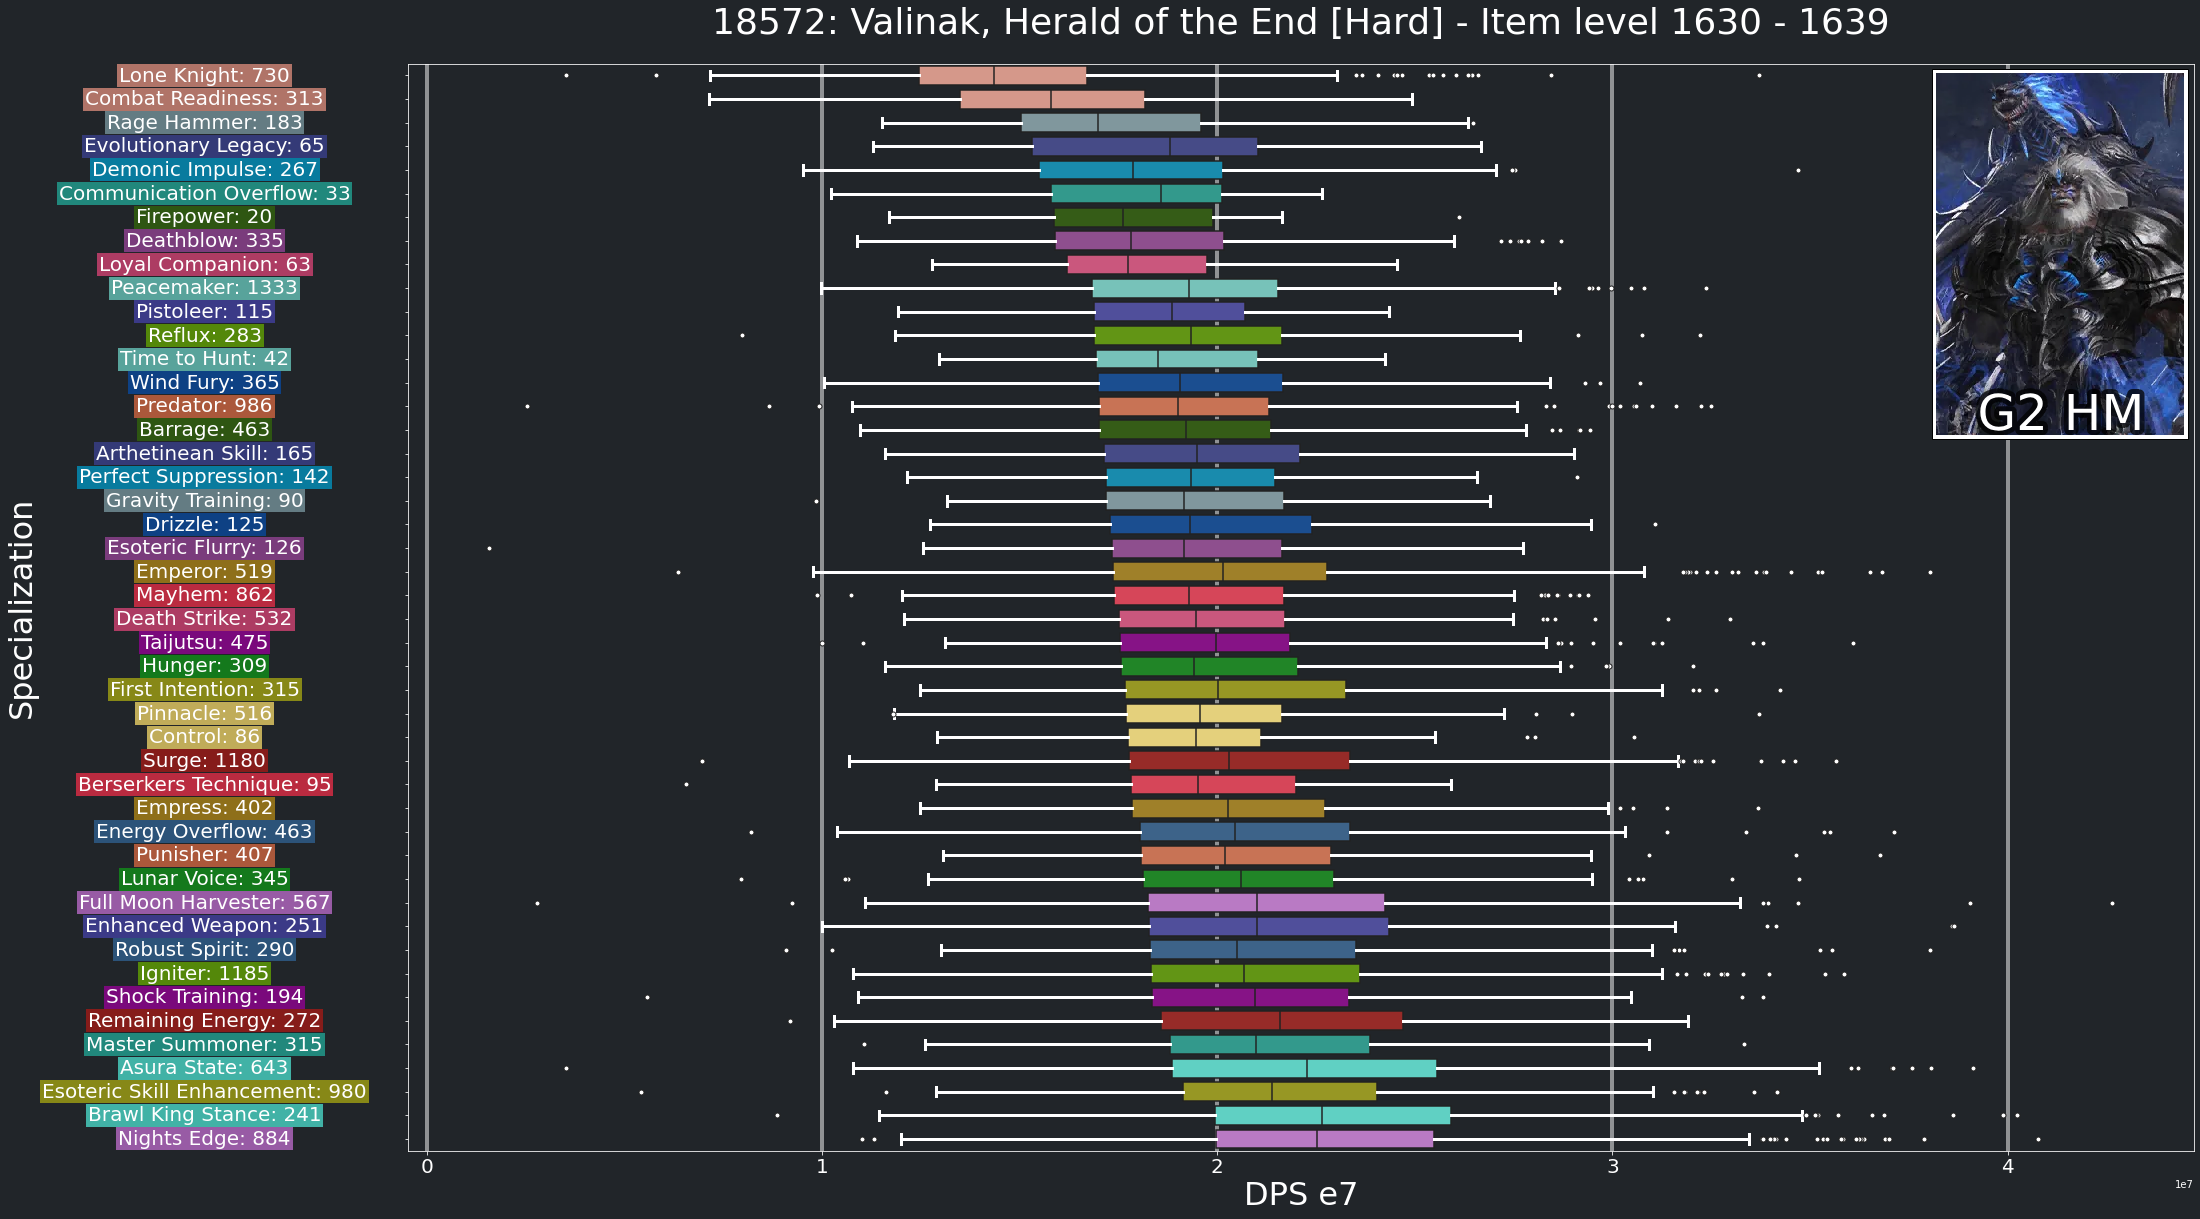 18572: Valinak, Herald of the End [Hard] - Item level 1630 - 1639
Lone Knight: 730
Combat Readiness: 313
Rage Hammer: 183
Evolutionary Legacy: 65
Demonic Impulse: 267
Communication Overflow: 33
Firepower: 20
Deathblow: 335
Loyal Companion: 63
Peacemaker: 1333
Pistoleer: 115
Reflux: 283
Time to Hunt: 42
Wind Fury: 365
Predator: 986
Barrage: 463
Arthetinean Skill: 165
Perfect Suppression: 142
Gravity Training: 90
Drizzle: 125
Esoteric Flurry: 126
Emperor: 519
Mayhem: 862
Death Strike: 532
Taijutsu: 475
Hunger: 309
First Intention: 315
Pinnacle: 516
Control: 86
Surge: 1180
Berserkers Technique: 95
Empress: 402
Energy Overflow: 463
Punisher: 407
Lunar Voice: 345
Full Moon Harvester: 567
Enhanced Weapon: 251
Robust Spirit: 290
Igniter: 1185
Shock Training: 194
Remaining Energy: 272
Master Summoner: 315
Asura State: 643
Esoteric Skill Enhancement: 980
Brawl King Stance: 241
Nights Edge: 884
Specialization
G2 HM
0 1 2 3 4
DPS e7
1e7